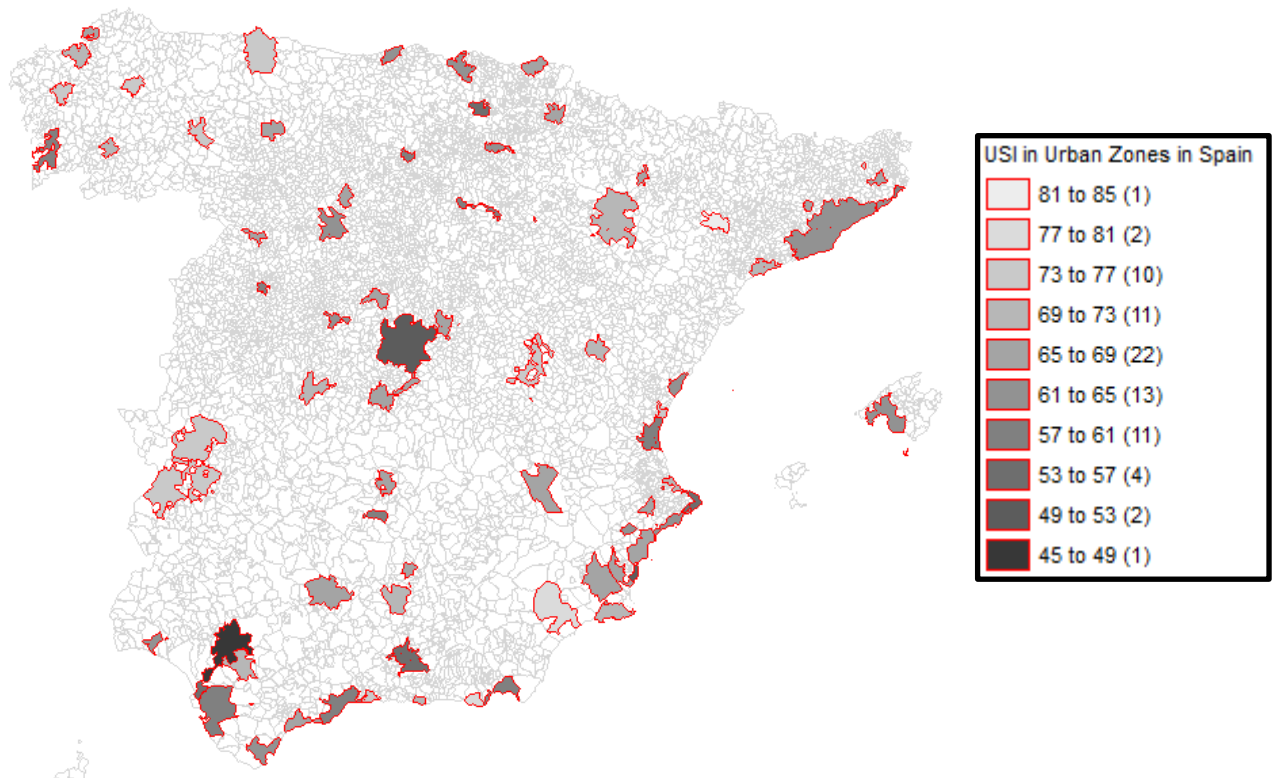 USI in Urban Zones in Spain
81 to 85 (1)
77 to 81 (2)
73 to 77 (10)
69 to 73 (11)
65 to 69 (22)
61 to 65 (13)
57 to 61 (11)
53 to 57 (4)
49 to 53 (2)
45 to 49 (1)